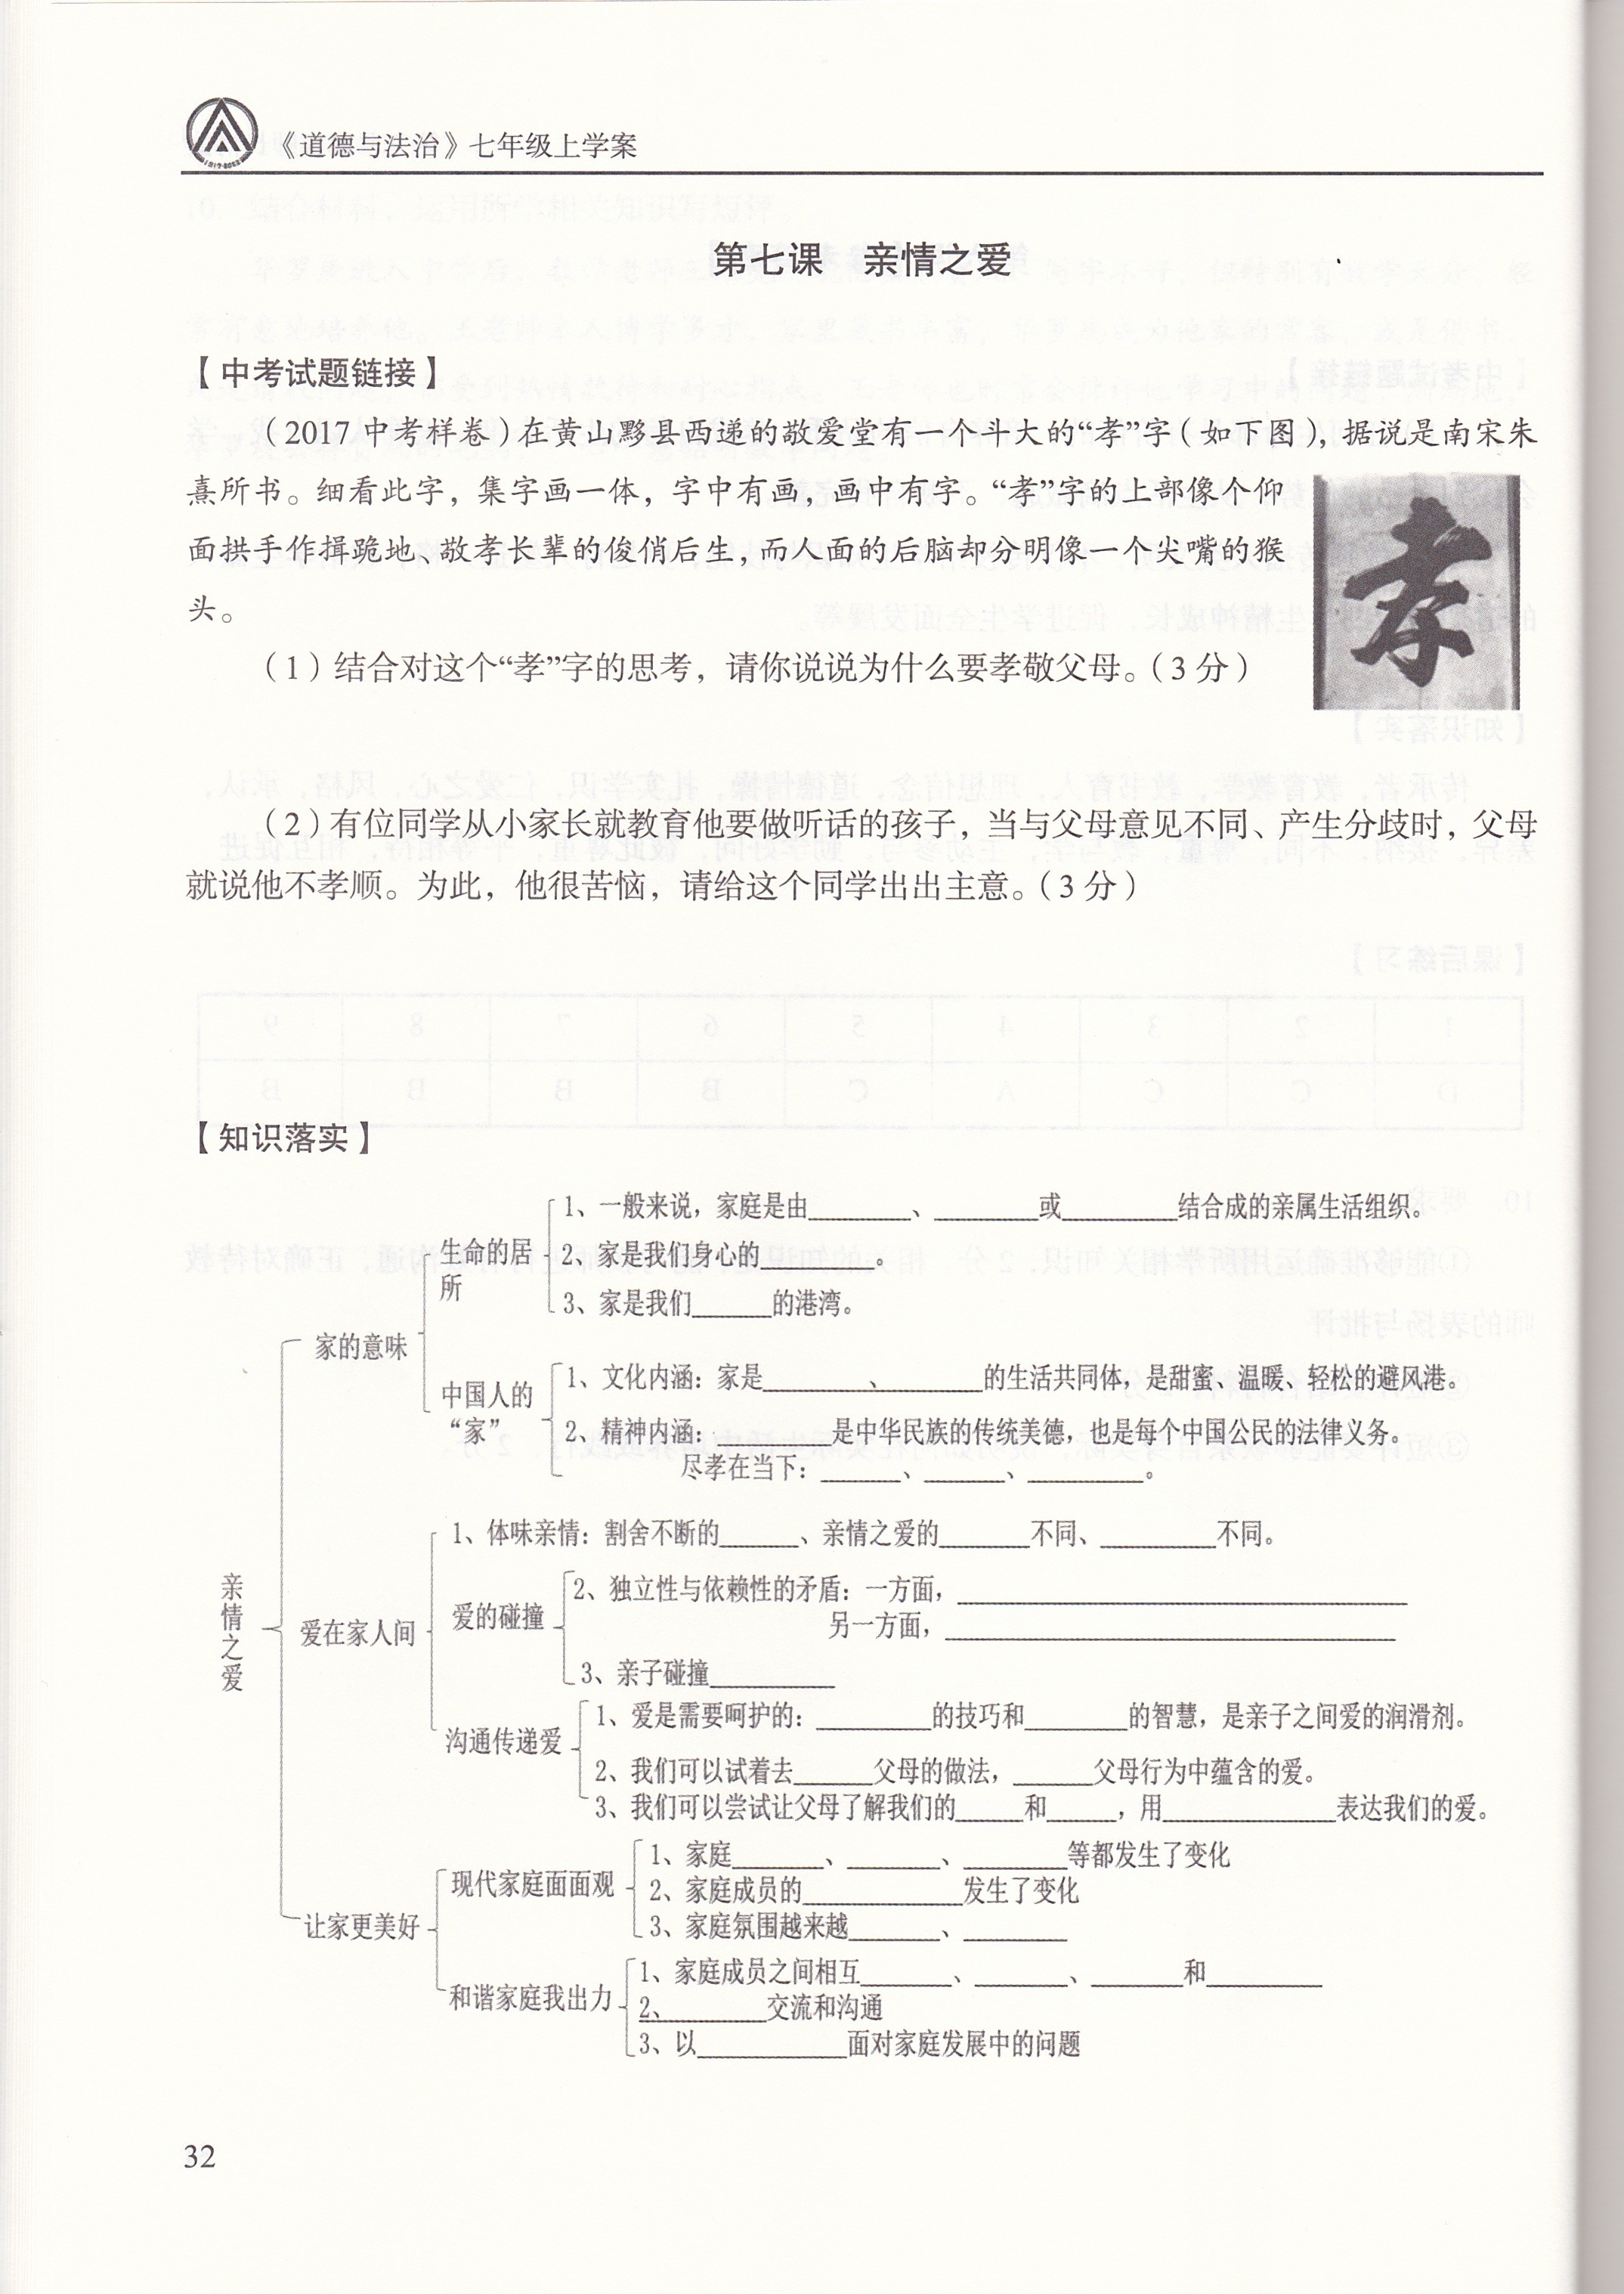 《道德与法治》七年级上学案
第七课 亲情之爱
【中考试题链接】
（2017中考样卷）在黄山黟县西递的敬爱堂有一个斗大的“孝”字（如下图），据说是南宋朱
熹所书。细看此字，集字画一体，字中有画，画中有字。“孝”字的上部像个仰
面拱手作揖跪地、敬孝长辈的俊俏后生，而人面的后脑却分明像一个尖嘴的猴
头。
孝
（1）结合对这个“孝”字的思考，请你说说为什么要孝敬父母。（3分）
（2）有位同学从小家长就教育他要做听话的孩子，当与父母意见不同、产生分歧时，父母
就说他不孝顺。为此，他很苦恼，请给这个同学出出主意。（3分）
【知识落实】
亲情之爱
家的意味
生命的居所
1、一般来说，家庭是由________、________或________结合成的亲属生活组织。
2、家是我们身心的________。
3、家是我们______的港湾。
中国人的“家”
1、文化内涵：家是________、________的生活共同体，是甜蜜、温暖、轻松的避风港。
2、精神内涵：________是中华民族的传统美德，也是每个中国公民的法律义务。
尽孝在当下：______、______、________。
爱在家人间
1、体味亲情：割舍不断的______、亲情之爱的______不同、________不同。
爱的碰撞
2、独立性与依赖性的矛盾：一方面，________________________________
另一方面，________________________________
3、亲子碰撞________
沟通传递爱
1、爱是需要呵护的：________的技巧和________的智慧，是亲子之间爱的润滑剂。
2、我们可以试着去______父母的做法，______父母行为中蕴含的爱。
3、我们可以尝试让父母了解我们的_____和_____，用____________表达我们的爱。
让家更美好
现代家庭面面观
1、家庭______、______、________等都发生了变化
2、家庭成员的____________发生了变化
3、家庭氛围越来越______、________
和谐家庭我出力
1、家庭成员之间相互______、______、______和________
2、________交流和沟通
3、以__________面对家庭发展中的问题
32